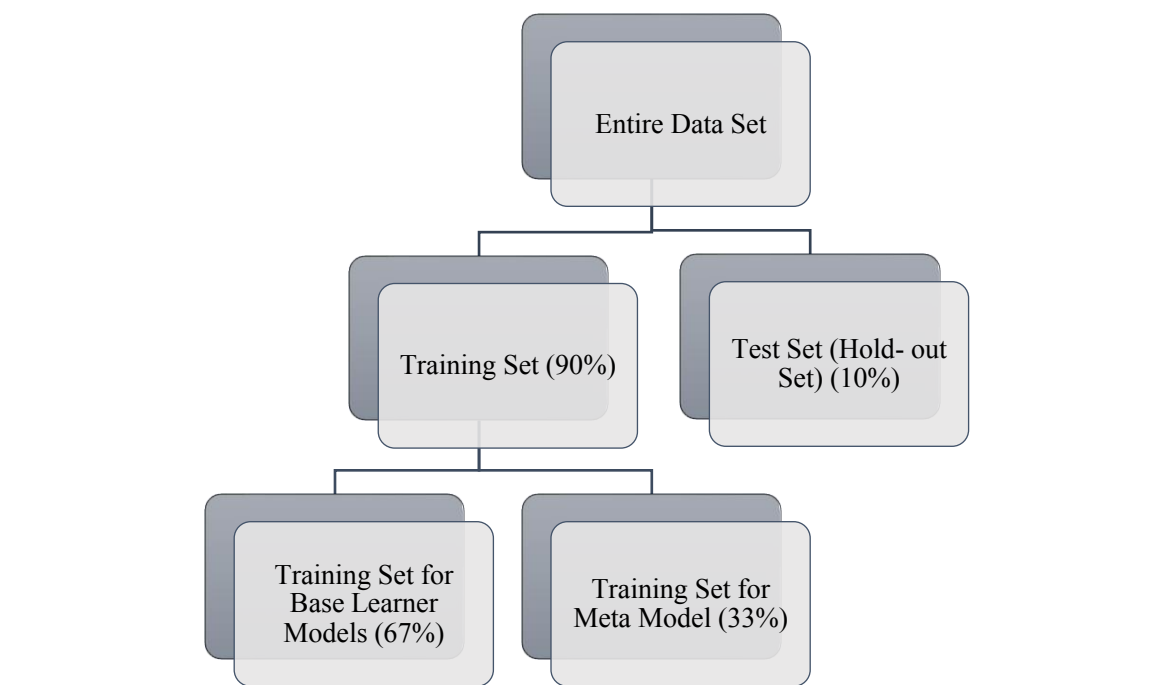 Entire Data Set
Training Set (90%)
Test Set (Hold- out
Set) (10%)
Training Set for
Base Learner
Models (67%)
Training Set for
Meta Model (33%)